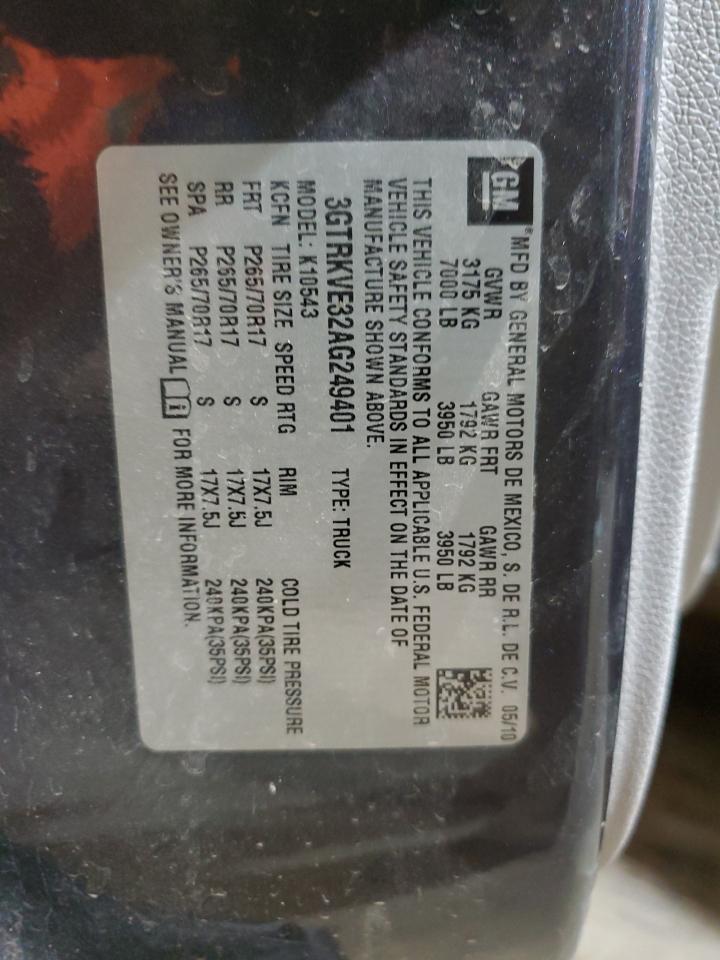 GM ®MFD BY GENERAL MOTORS DE MEXICO, S. DE R.L. DE C.V. 05/10
GVWR GAWR FRT GAWR RR
3175 KG 1792 KG 1792 KG
7000 LB 3950 LB 3950 LB
THIS VEHICLE CONFORMS TO ALL APPLICABLE U.S. FEDERAL MOTOR
VEHICLE SAFETY STANDARDS IN EFFECT ON THE DATE OF
MANUFACTURE SHOWN ABOVE.
3GTRKVE32AG249401 TYPE: TRUCK
MODEL: K10543
KCFN TIRE SIZE SPEED RTG RIM COLD TIRE PRESSURE
FRT P265/70R17 S 17X7.5J 240KPA(35PSI)
RR P265/70R17 S 17X7.5J 240KPA(35PSI)
SPA P265/70R17 S 17X7.5J 240KPA(35PSI)
SEE OWNER'S MANUAL FOR MORE INFORMATION.